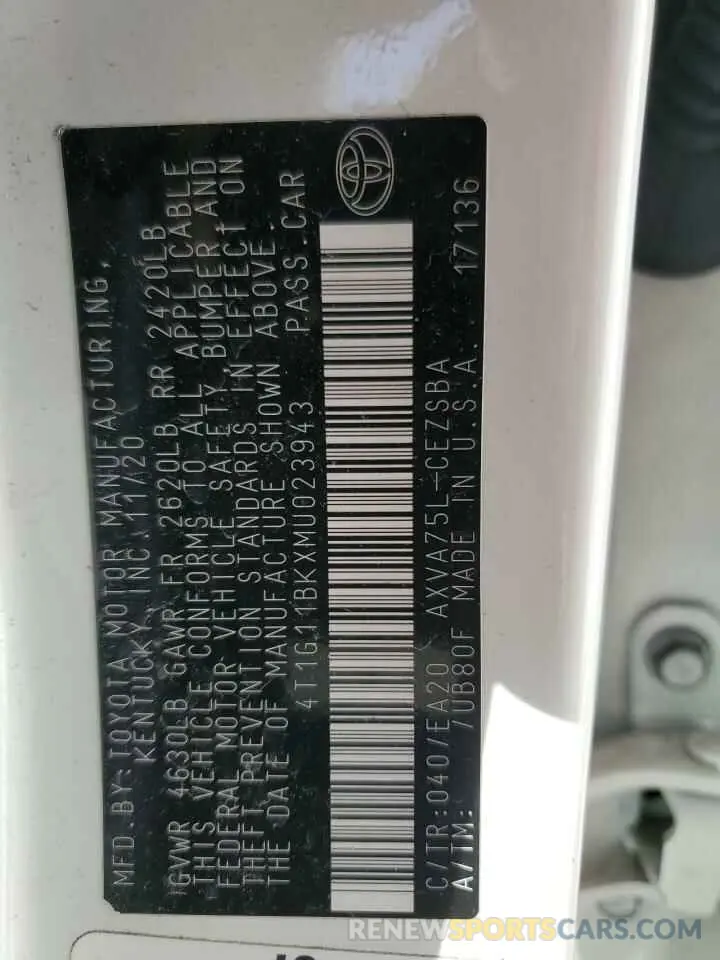 MFD.BY:TOYOTA MOTOR MANUFACTURING,
KENTUCKY, INC.11/20
GVWR 4630LB GAWR FR 2620LB RR 2420LB
THIS VEHICLE CONFORMS TO ALL APPLICABLE
FEDERAL MOTOR VEHICLE SAFETY,BUMPER AND
THEFT PREVENTION STANDARDS IN EFFECT ON
THE DATE OF MANUFACTURE SHOWN ABOVE.
4T1G11BKXMU023943 PASS.CAR
C/TR:040/EA20 AXVA75L-CEZSBA
A/TM: /UB80F MADE IN U.S.A. 17136
RENEWSPORTSCARS.COM